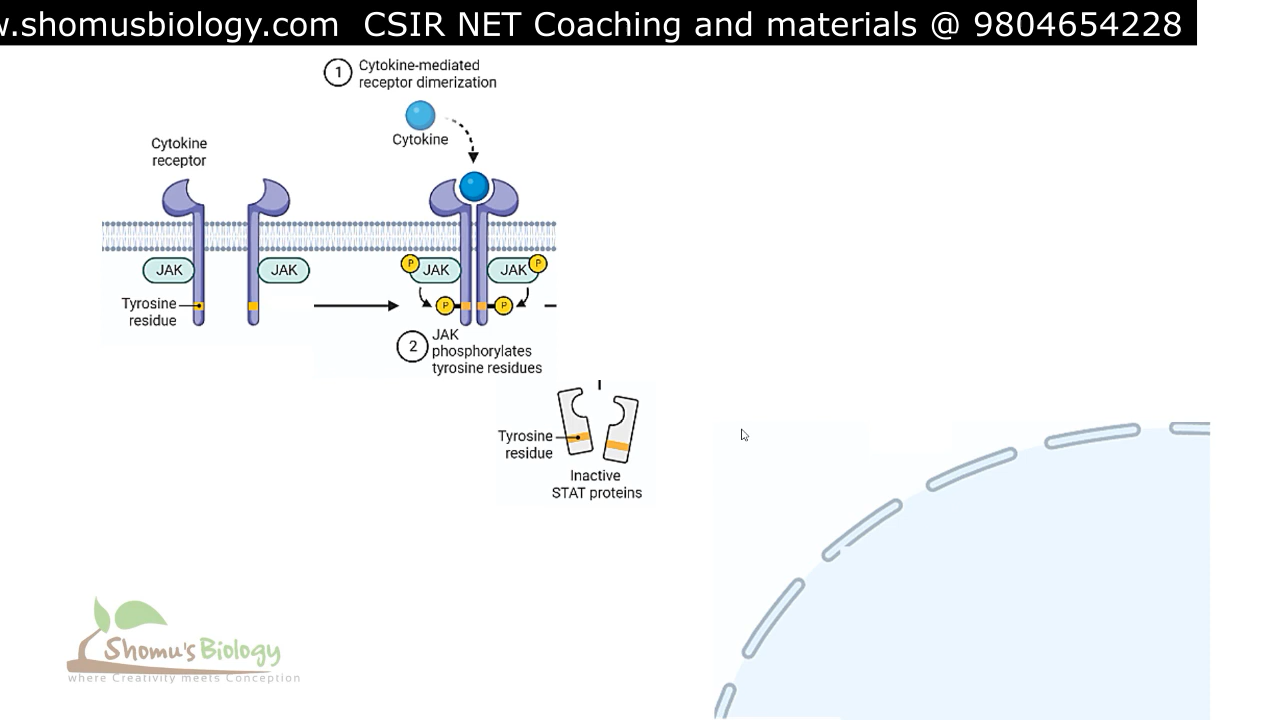 w.shomusbiology.com  CSIR NET Coaching and materials @ 9804654228
1
Cytokine-mediated
receptor dimerization
Cytokine
Cytokine
receptor
P
JAK
JAK
JAK
JAK
P
Tyrosine
residue
P
P
2
JAK
phosphorylates
tyrosine residues
Tyrosine
residue
Inactive
STAT proteins
Shomu's Biology
where Creativity meets Conception